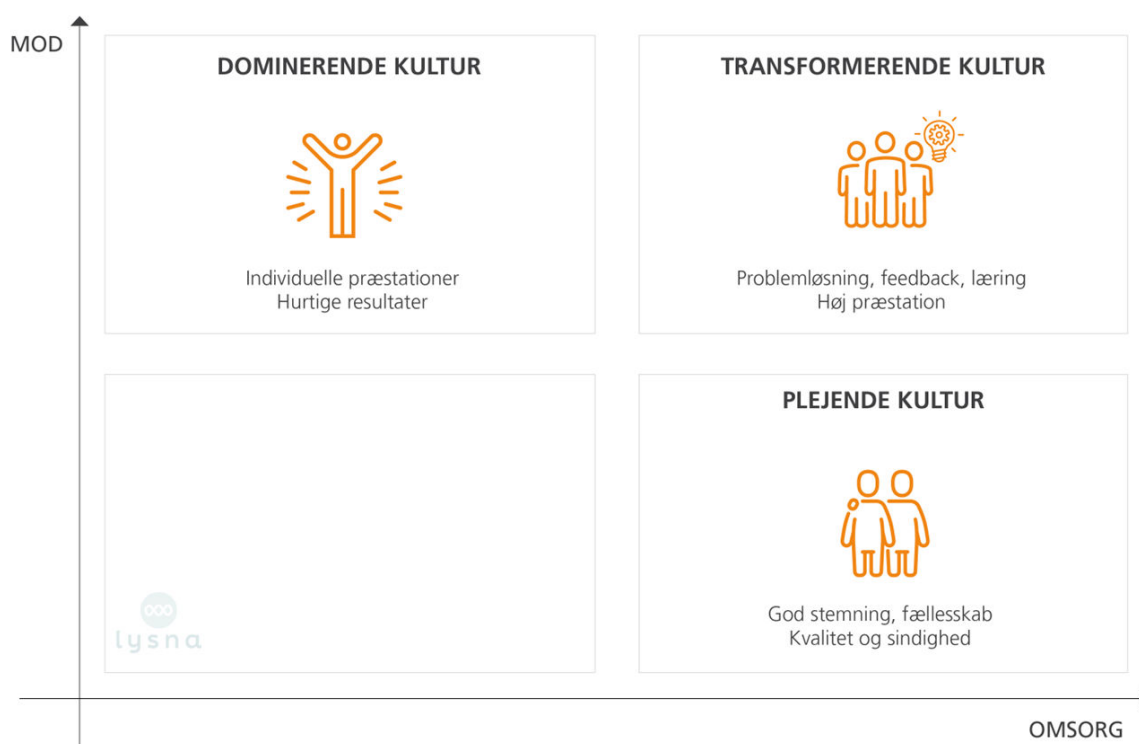 MOD
DOMINERENDE KULTUR
Individuelle præstationer
Hurtige resultater
TRANSFORMERENDE KULTUR
Problemløsning, feedback, læring
Høj præstation
PLEJENDE KULTUR
God stemning, fællesskab
Kvalitet og sindighed
lysna
OMSORG